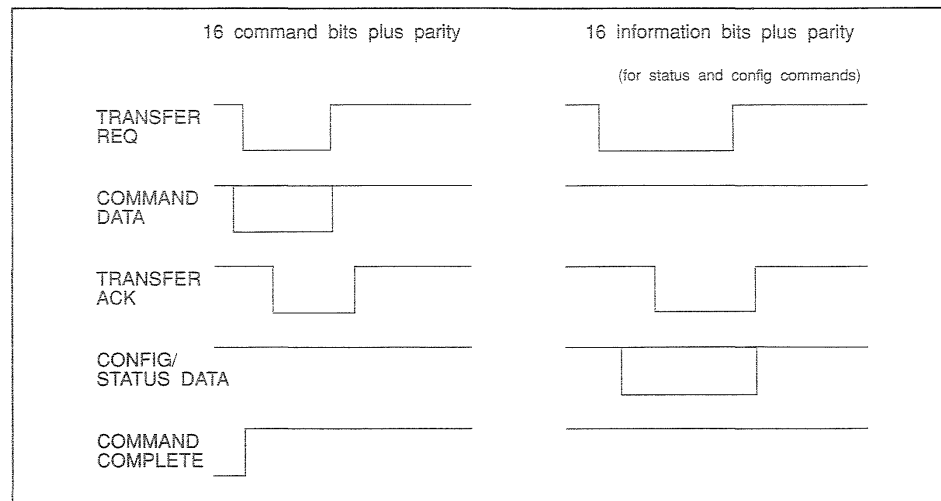 16 command bits plus parity
16 information bits plus parity
(for status and config commands)
TRANSFER
REQ
COMMAND
DATA
TRANSFER
ACK
CONFIG/
STATUS DATA
COMMAND
COMPLETE